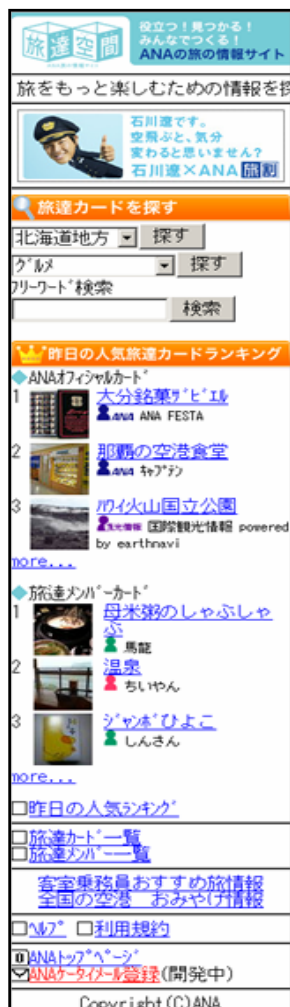 旅達空間
役立つ!見つかる!
みんなでつくる!
ANAの旅の情報サイト
旅をもっと楽しむための情報を探
石川遼です。
空飛ぶと、気分
変わると思いません?
石川遼×ANA旅割
旅達カードを探す
北海道地方 探す
グルメ 探す
フリーワード検索
検索
昨日の人気旅達カードランキング
◆ANAオフィシャルカード
1 大分銘菓ザビエル
ANA ANA FESTA
2 那覇の空港食堂
ANA キャプテン
3 ハワイ火山国立公園
観光情報 国際観光情報 powered
by earthnavi
more...
◆旅達メンバーカード
1 母米粥のしゃぶしゃ
ぶ
馬龍
2 温泉
ちいやん
3 ジャンボひよこ
しんさん
more...
□昨日の人気ランキング
□旅達カード一覧
□旅達メンバー一覧
客室乗務員おすすめ旅情報
全国の空港 おみやげ情報
□ヘルプ □利用規約
0 ANAトップページ
ANAケータイメール登録(開発中)
Copyright(C)ANA